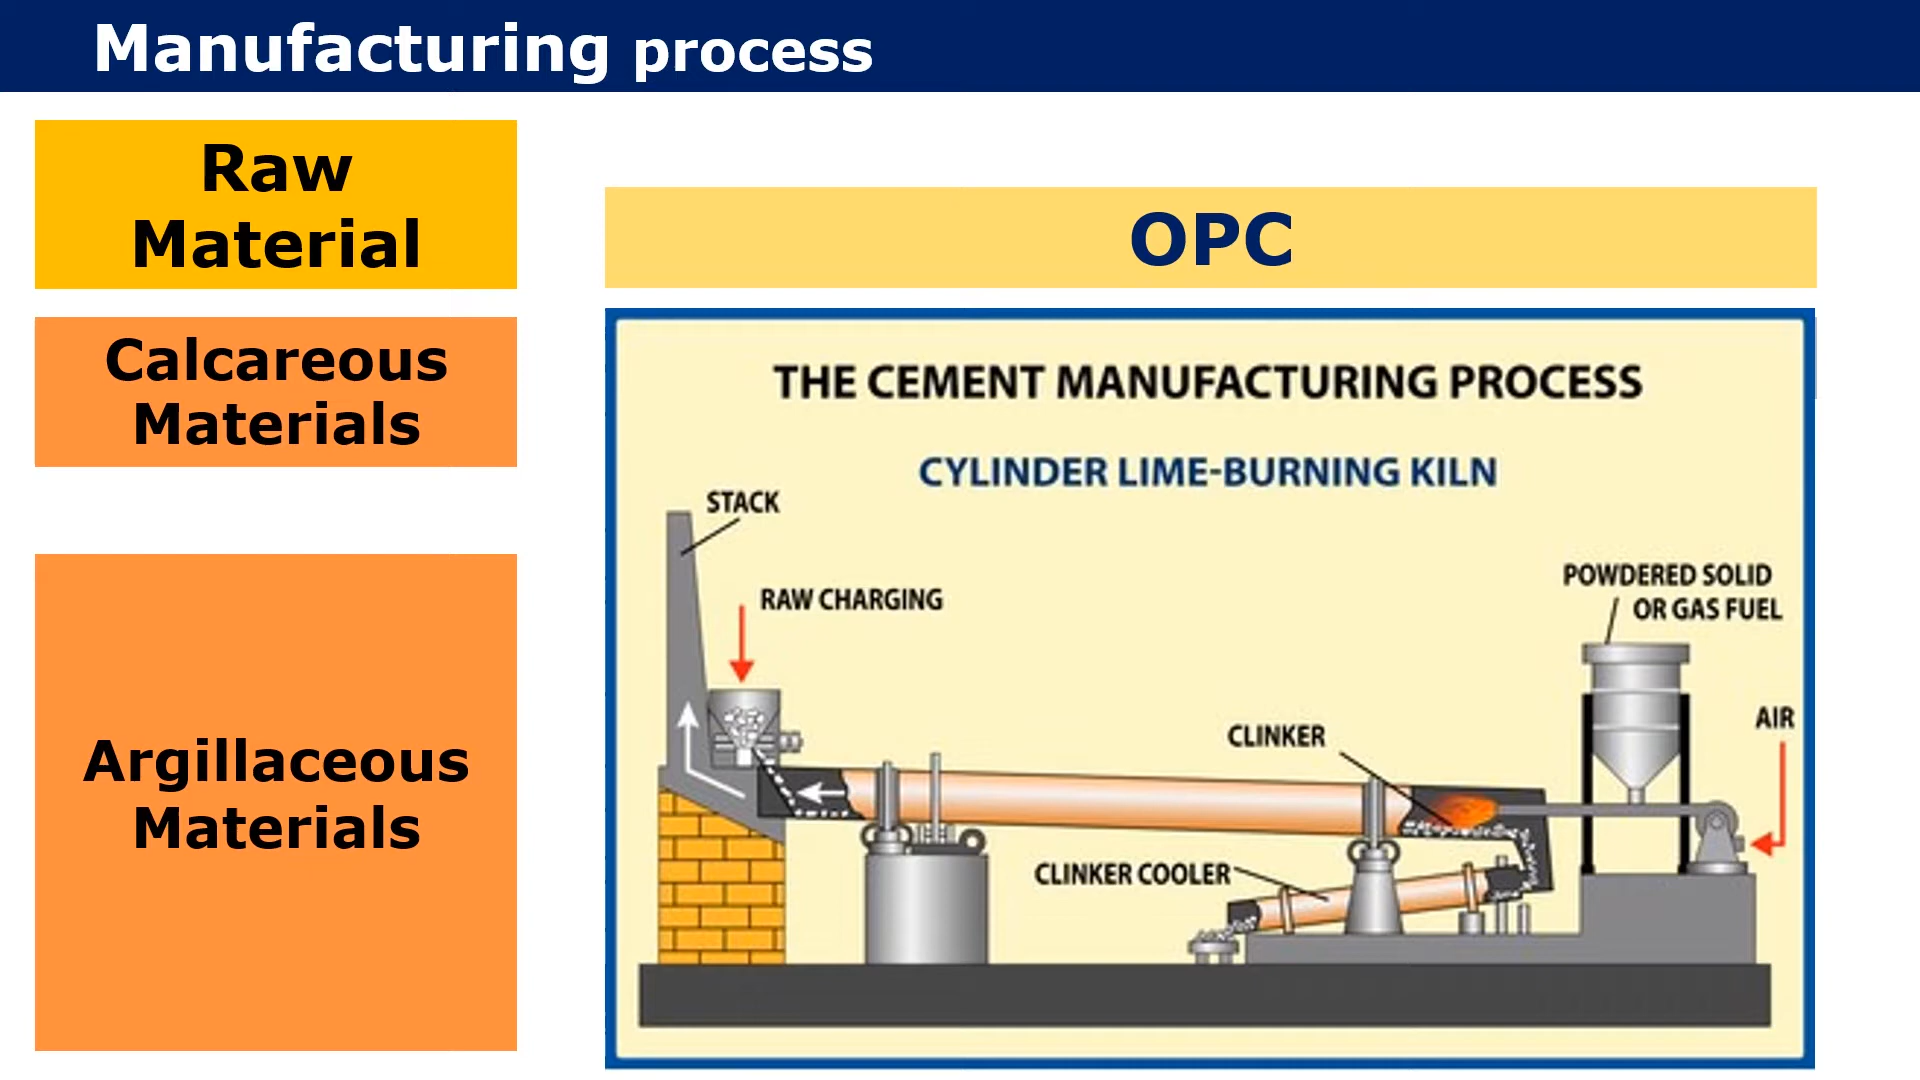 Manufacturing process
Raw
Material
Calcareous
Materials
Argillaceous
Materials
OPC
THE CEMENT MANUFACTURING PROCESS
CYLINDER LIME-BURNING KILN
STACK
RAW CHARGING
POWDERED SOLID
OR GAS FUEL
AIR
CLINKER
CLINKER COOLER